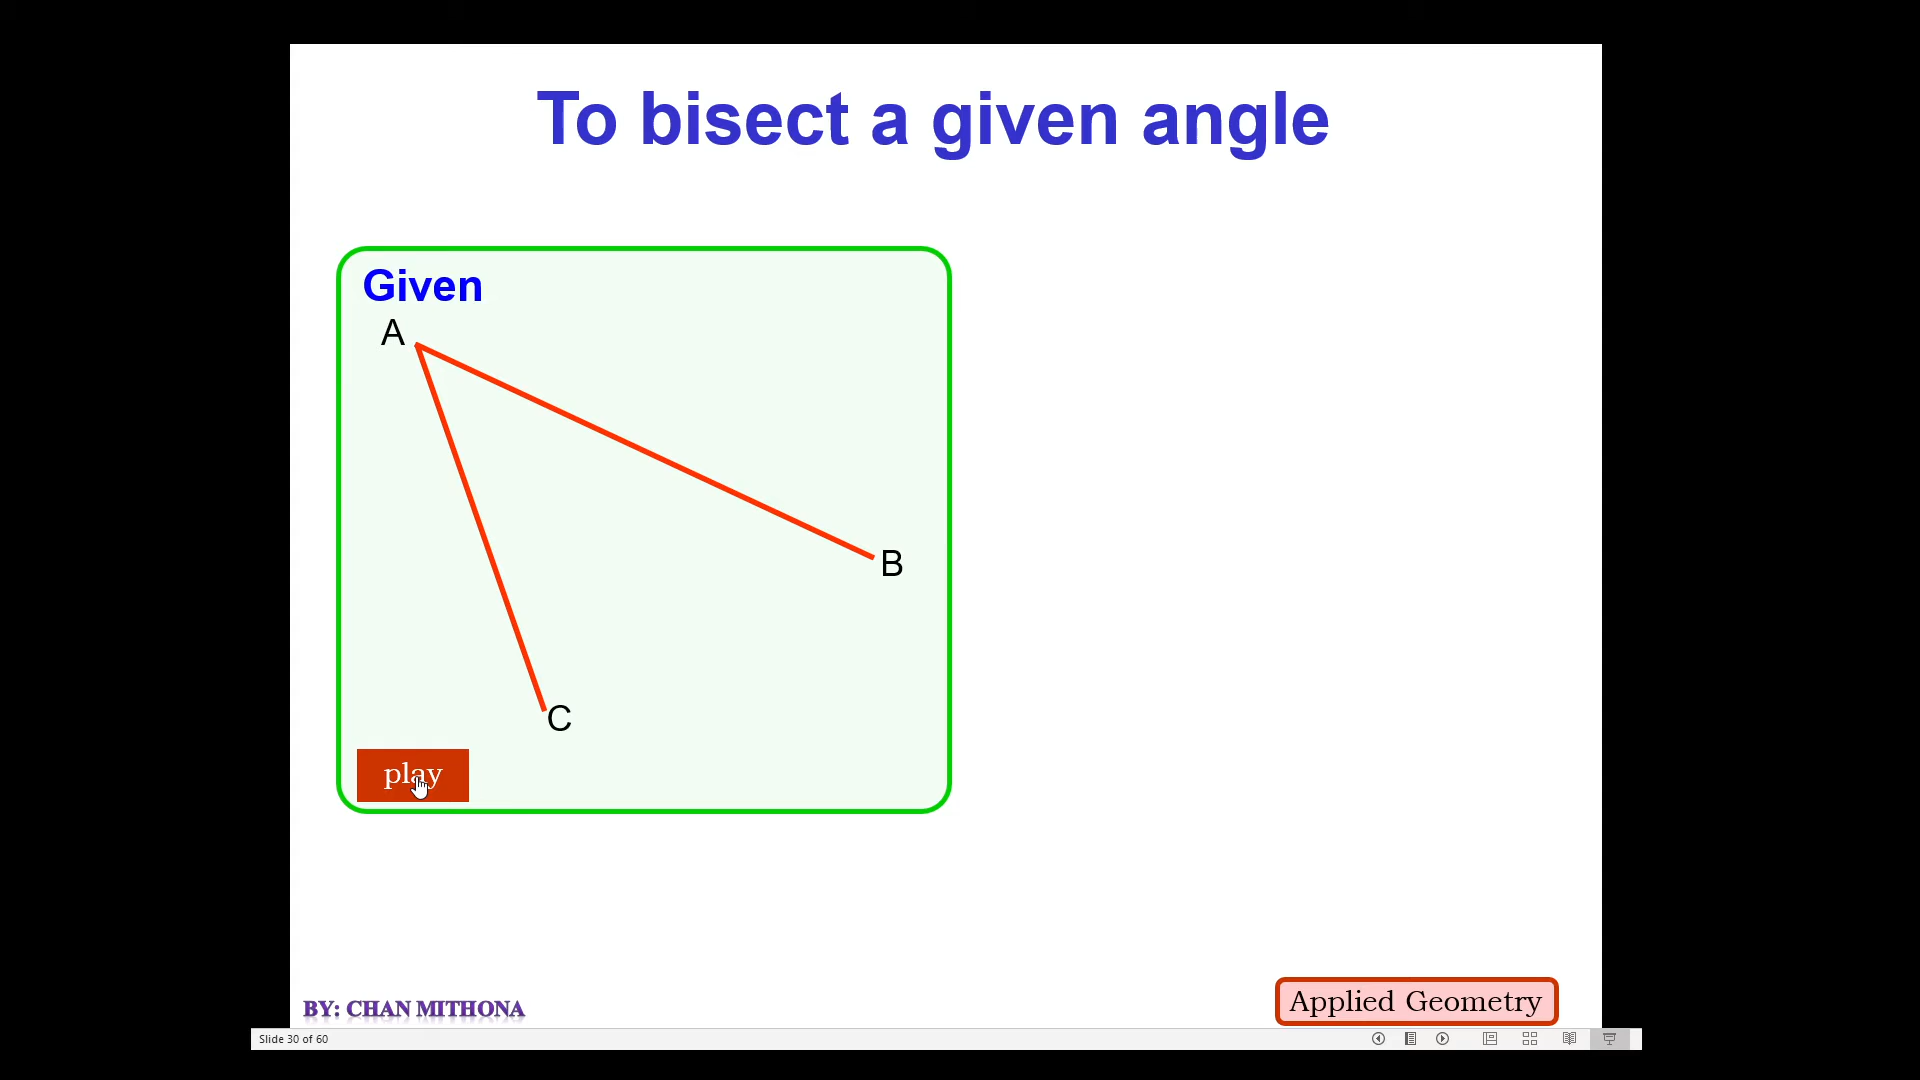 To bisect a given angle
Given
A
B
C
play
BY: CHAN MITHONA
Applied Geometry
Slide 30 of 60